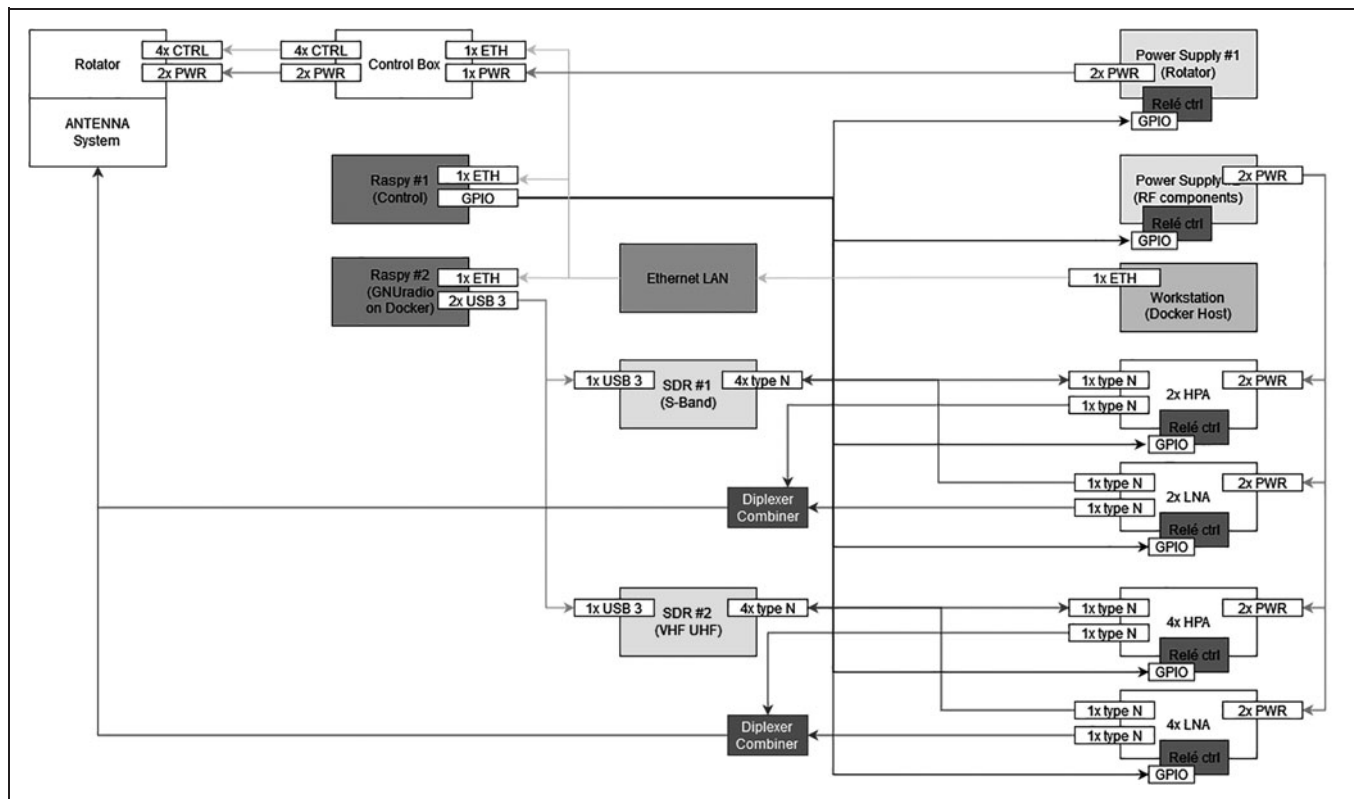 Rotator
4x CTRL
2x PWR
ANTENNA
System
4x CTRL
2x PWR
Control Box
1x ETH
1x PWR
2x PWR
Power Supply #1
(Rotator)
Relé ctrl
GPIO
Raspy #1
(Control)
1x ETH
GPIO
Power Supply
2x PWR
(RF components)
Relé ctrl
GPIO
Raspy #2
(GNUradio
on Docker)
1x ETH
2x USB 3
Ethernet LAN
1x ETH
Workstation
(Docker Host)
1x USB 3
SDR #1
(S-Band)
4x type N
1x type N
1x type N
2x HPA
2x PWR
Relé ctrl
GPIO
Diplexer
Combiner
1x type N
1x type N
2x LNA
2x PWR
Relé ctrl
GPIO
1x USB 3
SDR #2
(VHF UHF)
4x type N
1x type N
1x type N
4x HPA
2x PWR
Relé ctrl
GPIO
Diplexer
Combiner
1x type N
1x type N
4x LNA
2x PWR
Relé ctrl
GPIO